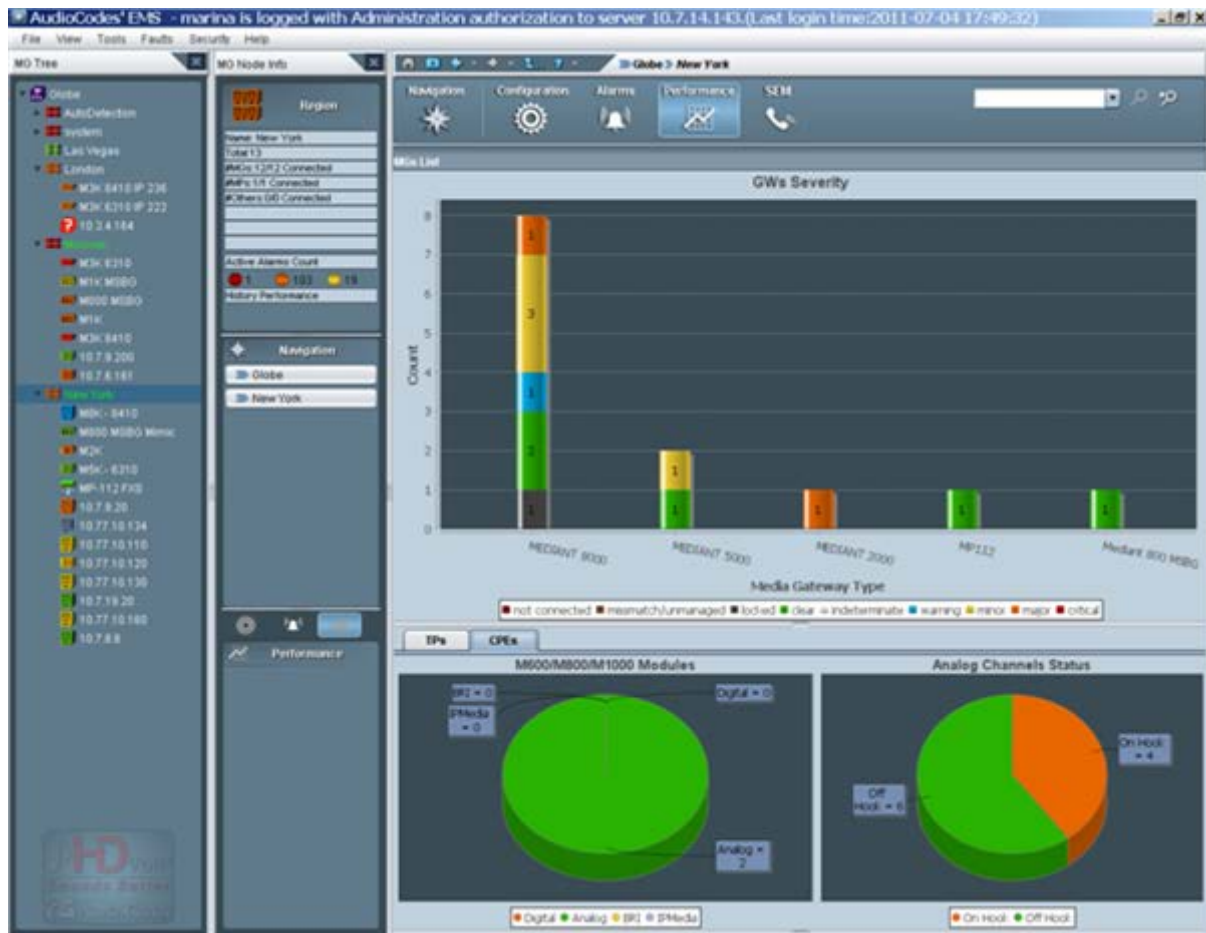 AudioCodes' EMS - marina is logged with Administration authorization to server 10.7.14.143.(Last login time:2011-07-04 17:49:32)
File View Tools Faults Security Help
MO Tree
Globe
AutoDetection
system
Las Vegas
London
M3K 8410 IP 236
M3K 6310 IP 222
10.3.4.184
M3K 6310
M1K MSBG
M800 MSBG
M1K
M3K 8410
10.7.9.200
10.7.6.161
New York
M8K - 8410
M800 MSBG Mimic
M2K
M5K - 6310
MP-112 FXS
10.7.9.20
10.77.10.134
10.77.10.110
10.77.10.120
10.77.10.130
10.7.19.20
10.77.10.160
10.7.8.8
HD VoIP
Sounds Better
AudioCodes
MO Node Info
Region
Name: New York
Total:13
#MGs:12/12 Connected
#MPs:1/1 Connected
#Others:0/0 Connected
Active Alarms Count
1 103 19
History Performance
Navigation
Globe
New York
Performance
Globe > New York
Navigation Configuration Alarms Performance SEM
MGs List
GWs Severity
Count
8
7
6
5
4
3
2
1
0
1
3
1
2
1
1
1
1
1
1
MEDIANT 8000
MEDIANT 5000
MEDIANT 2000
MP112
Mediant 800 MSBG
Media Gateway Type
not connected mismatch/unmanaged locked clear indeterminate warning minor major critical
TPs CPEs
M600/M800/M1000 Modules
BRI = 0
IPMedia = 0
Digital = 0
Analog = 2
Digital Analog BRI IPMedia
Analog Channels Status
On Hook = 4
Off Hook = 6
On Hook Off Hook